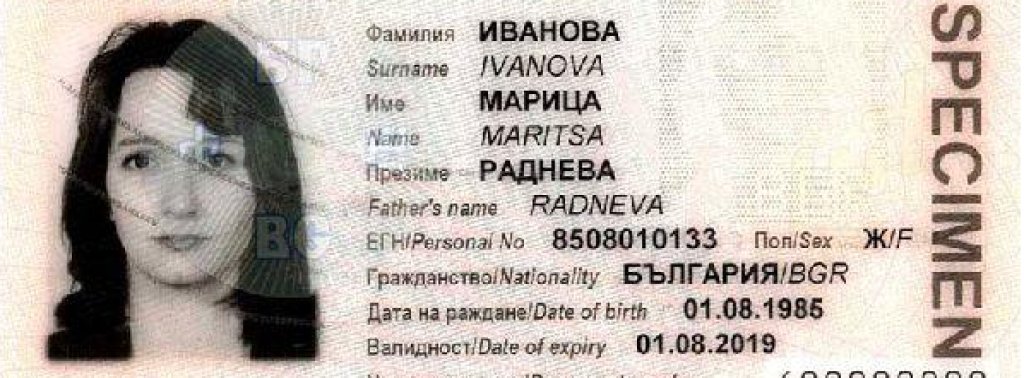 Фамилия ИВАНОВА
Surname IVANOVA
Име МАРИЦА
Name MARITSA
Презиме РАДНЕВА
Father's name RADNEVA
ЕГН/Personal No 8508010133 Пол/Sex Ж/F
Гражданство/Nationality БЪЛГАРИЯ/BGR
Дата на раждане/Date of birth 01.08.1985
Валидност/Date of expiry 01.08.2019
SPECIMEN
BG